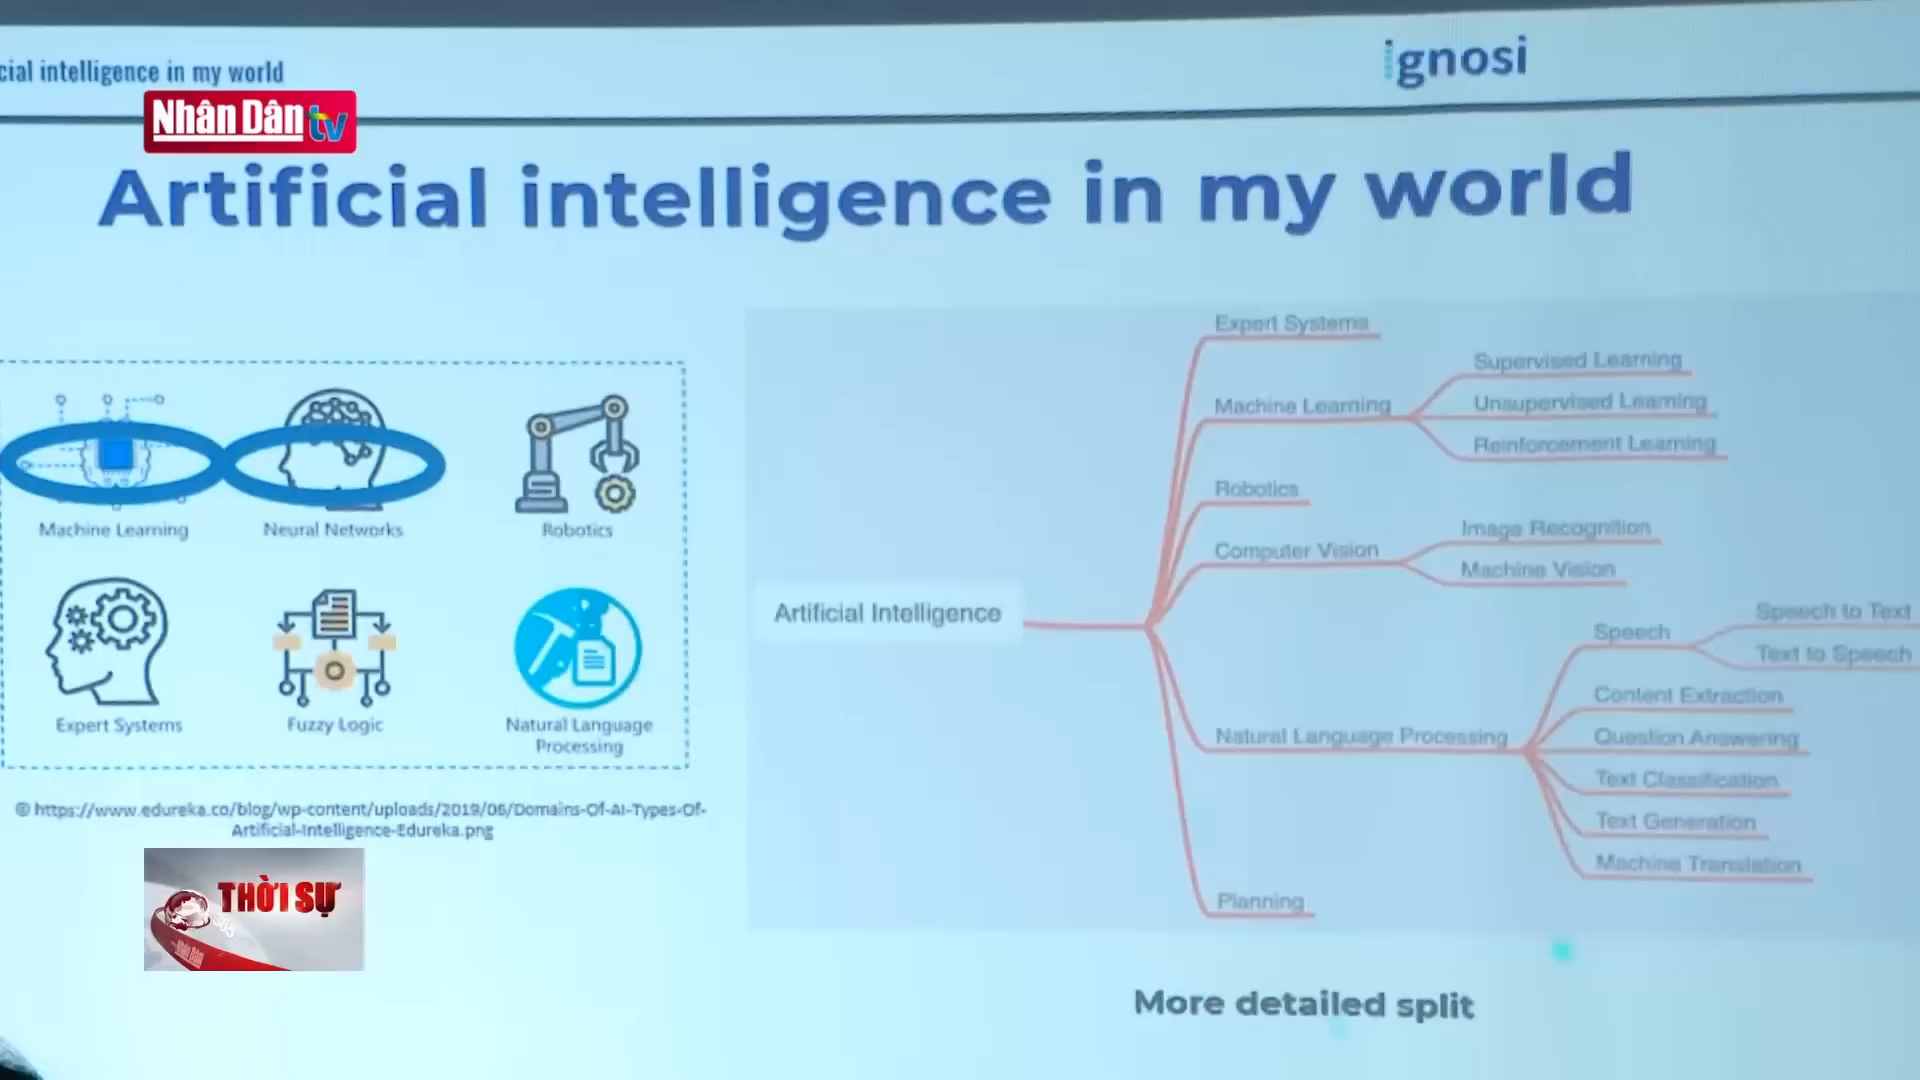 cial intelligence in my world
ignosi
Nhân Dân tv
Artificial intelligence in my world
Machine Learning
Neural Networks
Robotics
Expert Systems
Fuzzy Logic
Natural Language
Processing
© https://www.edureka.co/blog/wp-content/uploads/2019/06/Domains-Of-AI-Types-Of-
Artificial-Intelligence-Edureka.png
Artificial Intelligence
Expert Systems
Machine Learning
Supervised Learning
Unsupervised Learning
Reinforcement Learning
Robotics
Computer Vision
Image Recognition
Machine Vision
Natural Language Processing
Speech
Speech to Text
Text to Speech
Content Extraction
Question Answering
Text Classification
Text Generation
Machine Translation
Planning
More detailed split
THỜI SỰ
365
Nhân Dân